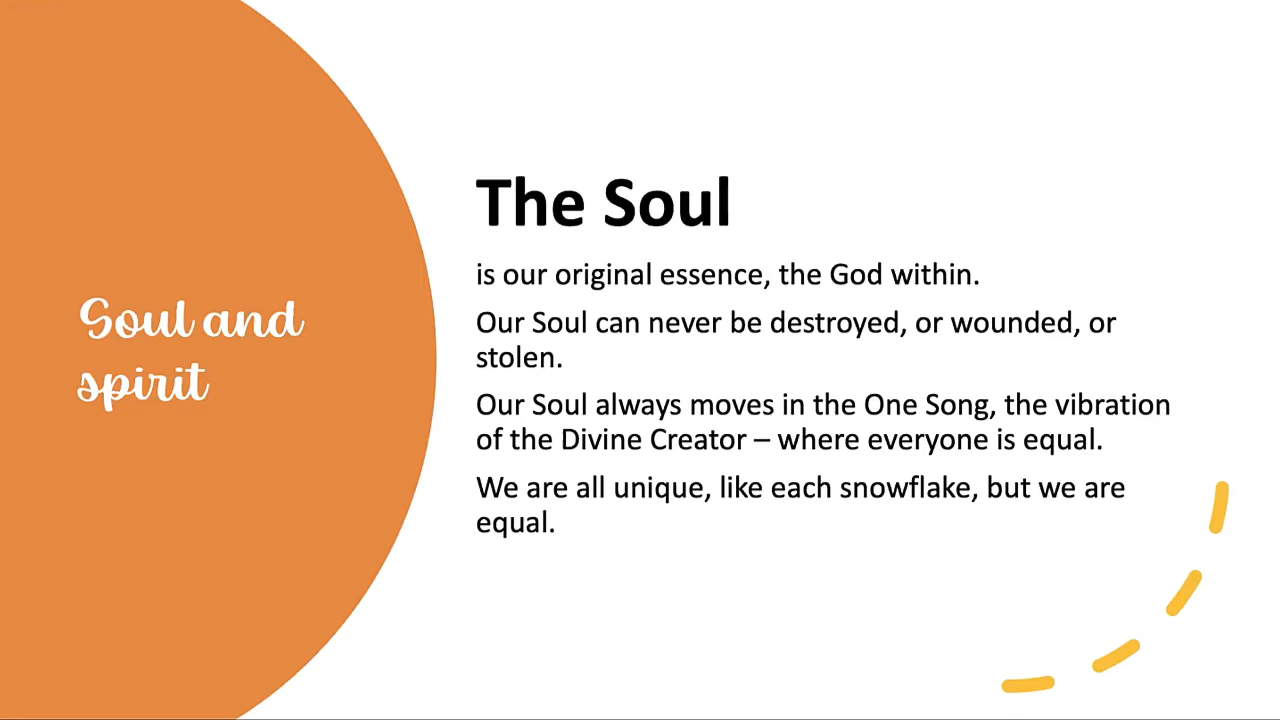 Soul and
spirit
The Soul
is our original essence, the God within.
Our Soul can never be destroyed, or wounded, or
stolen.
Our Soul always moves in the One Song, the vibration
of the Divine Creator – where everyone is equal.
We are all unique, like each snowflake, but we are
equal.